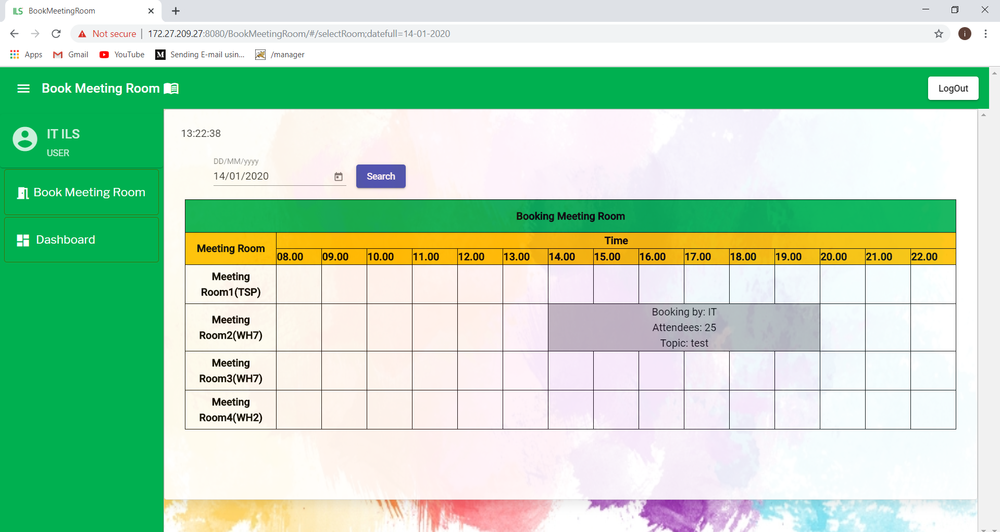 ILS BookMeetingRoom
Not secure | 172.27.209.27:8080/BookMeetingRoom/#/selectRoom;datefull=14-01-2020
i
Apps Gmail YouTube M Sending E-mail usin... /manager
Book Meeting Room
LogOut
IT ILS
USER
Book Meeting Room
Dashboard
13:22:38
DD/MM/yyyy
14/01/2020
Search
Booking Meeting Room
Meeting Room
Time
08.00 09.00 10.00 11.00 12.00 13.00 14.00 15.00 16.00 17.00 18.00 19.00 20.00 21.00 22.00
Meeting
Room1(TSP)
Meeting
Room2(WH7)
Booking by: IT
Attendees: 25
Topic: test
Meeting
Room3(WH7)
Meeting
Room4(WH2)